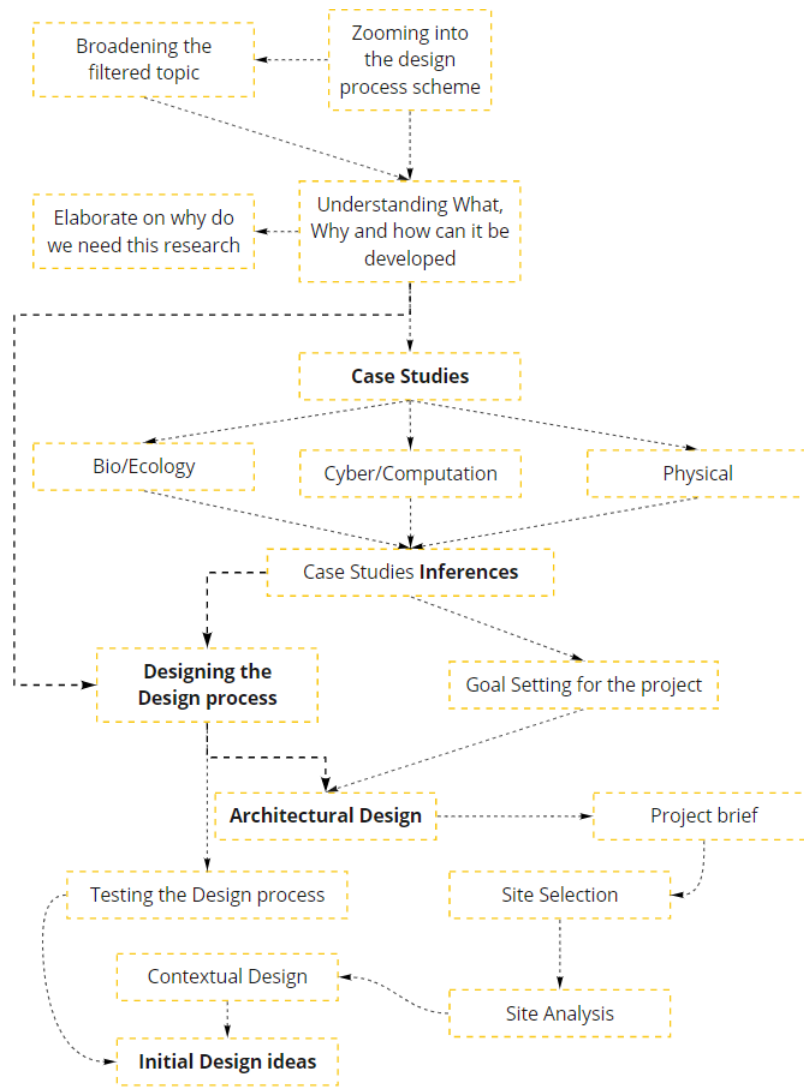 Broadening the
filtered topic
Zooming into
the design
process scheme
Elaborate on why do
we need this research
Understanding What,
Why and how can it be
developed
Case Studies
Bio/Ecology
Cyber/Computation
Physical
Case Studies Inferences
Designing the
Design process
Goal Setting for the project
Architectural Design
Project brief
Testing the Design process
Site Selection
Contextual Design
Site Analysis
Initial Design ideas